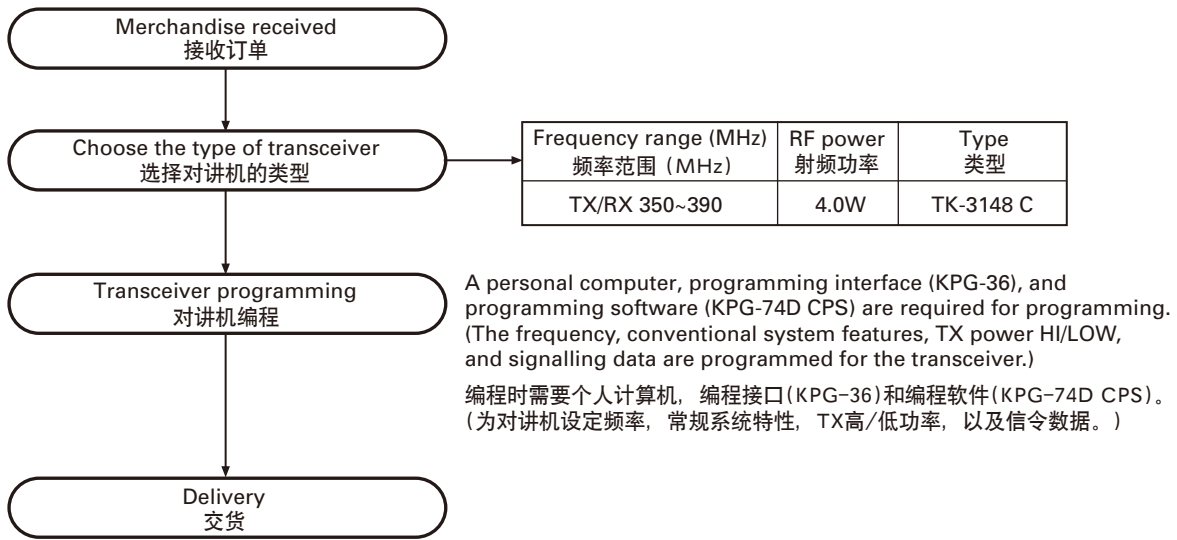 Merchandise received
接收订单
Choose the type of transceiver
选择对讲机的类型
Frequency range (MHz)
频率范围 (MHz)
RF power
射频功率
Type
类型
TX/RX 350~390
4.0W
TK-3148 C
Transceiver programming
对讲机编程
A personal computer, programming interface (KPG-36), and
programming software (KPG-74D CPS) are required for programming.
(The frequency, conventional system features, TX power HI/LOW,
and signalling data are programmed for the transceiver.)
编程时需要个人计算机, 编程接口(KPG-36)和编程软件(KPG-74D CPS)。
(为对讲机设定频率, 常规系统特性, TX高/低功率, 以及信令数据。)
Delivery
交货